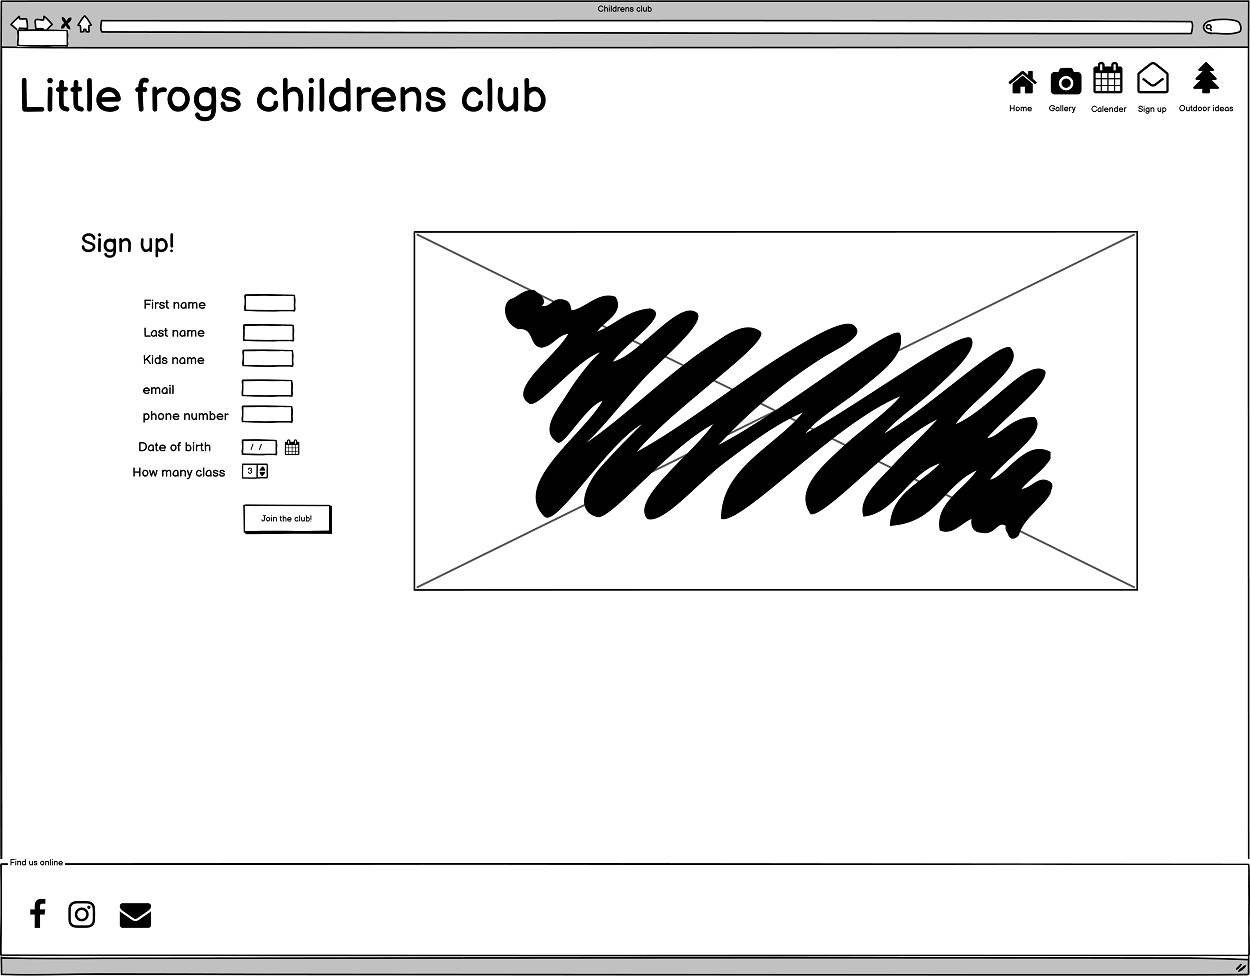 Childrens club
Little frogs childrens club
Home
Gallery
Calender
Sign up
Outdoor ideas
Sign up!
First name
Last name
Kids name
email
phone number
Date of birth / /
How many class 3
Join the club!
Find us online